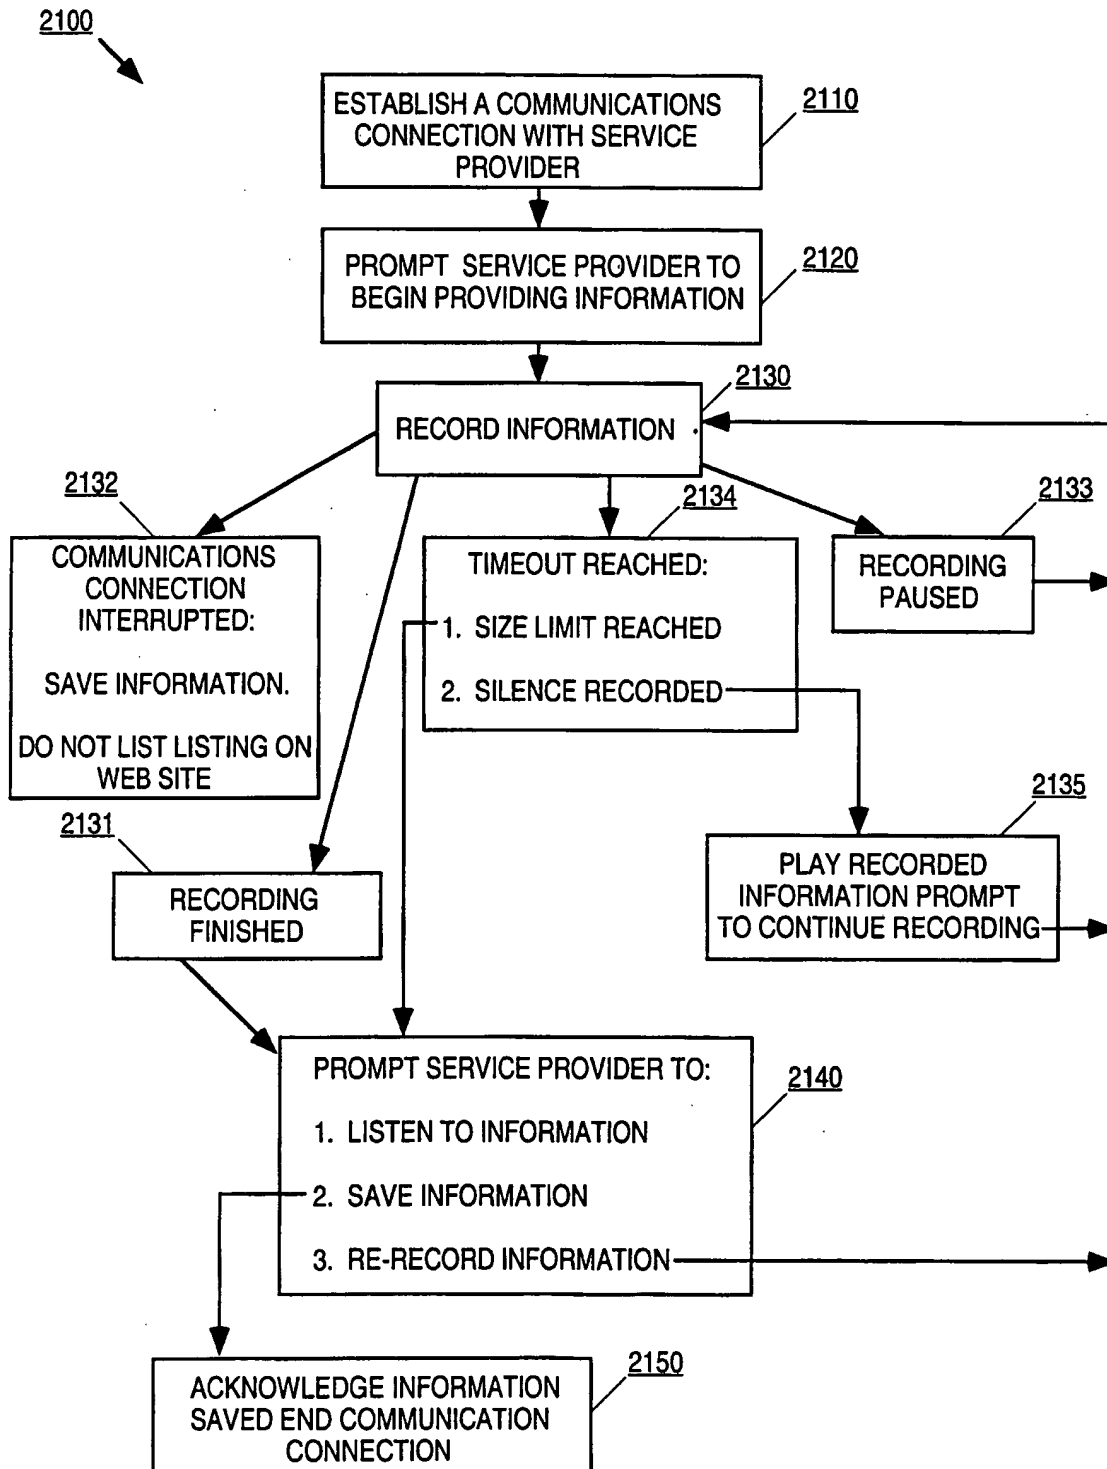 2100
ESTABLISH A COMMUNICATIONS
CONNECTION WITH SERVICE
PROVIDER
2110
PROMPT SERVICE PROVIDER TO
BEGIN PROVIDING INFORMATION
2120
2130
RECORD INFORMATION
2132
COMMUNICATIONS
CONNECTION
INTERRUPTED:
SAVE INFORMATION.
DO NOT LIST LISTING ON
WEB SITE
2134
TIMEOUT REACHED:
1. SIZE LIMIT REACHED
2. SILENCE RECORDED
2133
RECORDING
PAUSED
2135
PLAY RECORDED
INFORMATION PROMPT
TO CONTINUE RECORDING
2131
RECORDING
FINISHED
PROMPT SERVICE PROVIDER TO:
1. LISTEN TO INFORMATION
2. SAVE INFORMATION
3. RE-RECORD INFORMATION
2140
ACKNOWLEDGE INFORMATION
SAVED END COMMUNICATION
CONNECTION
2150